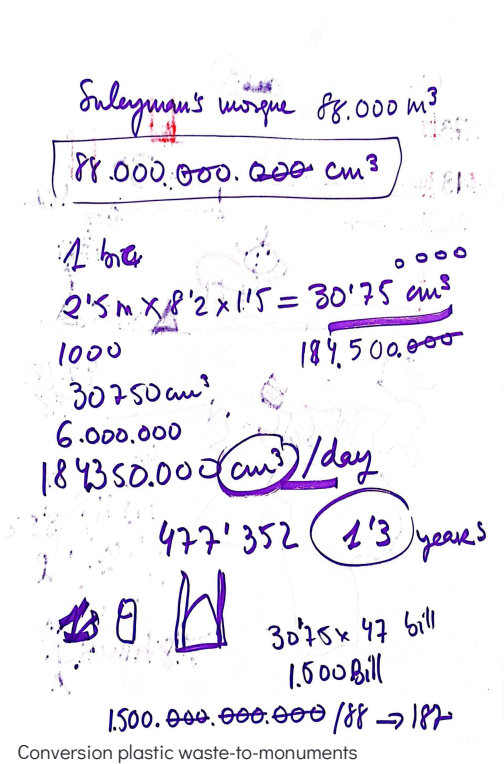 Suleyman's mosque 88.000 m³
88.000.000.000 cm³
1 bic
2'5 m x 8'2 x 1'5 = 30'75 cm³
1000
184.500.000
30750 cm³
6.000.000
184350.000 cm³/day
477'352 1'3 years
30'75 x 47 bill
1.500 Bill
1.500.000.000.000 /88 → 187
Conversion plastic waste-to-monuments